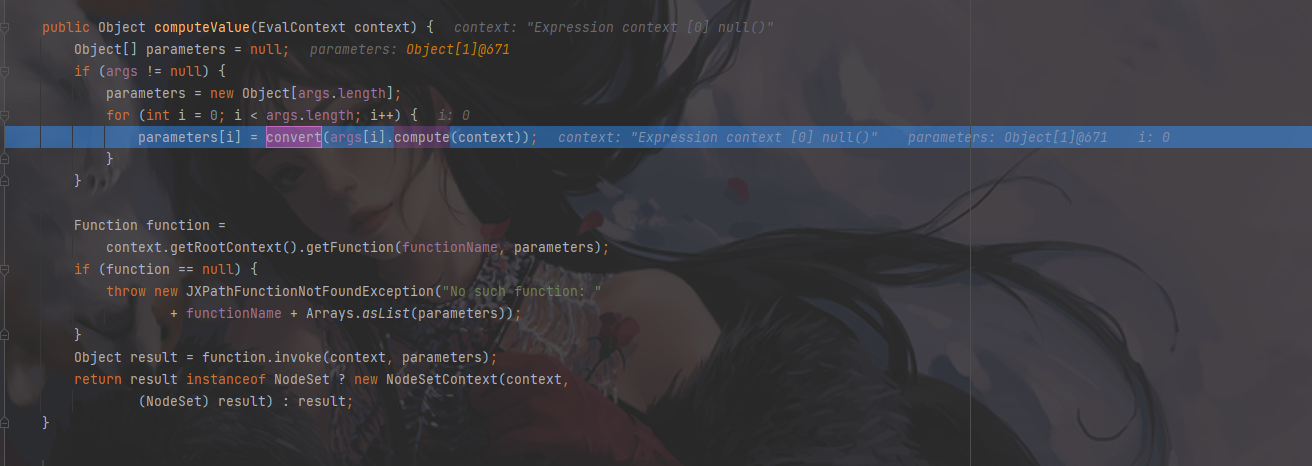 public Object computeValue(EvalContext context) {  context: "Expression context [0] null()"
Object[] parameters = null;  parameters: Object[1]@671
if (args != null) {
parameters = new Object[args.length];
for (int i = 0; i < args.length; i++) {  i: 0
parameters[i] = convert(args[i].compute(context));  context: "Expression context [0] null()"  parameters: Object[1]@671  i: 0
}
}
Function function =
context.getRootContext().getFunction(functionName, parameters);
if (function == null) {
throw new JXPathFunctionNotFoundException("No such function: "
+ functionName + Arrays.asList(parameters));
}
Object result = function.invoke(context, parameters);
return result instanceof NodeSet ? new NodeSetContext(context,
(NodeSet) result) : result;
}